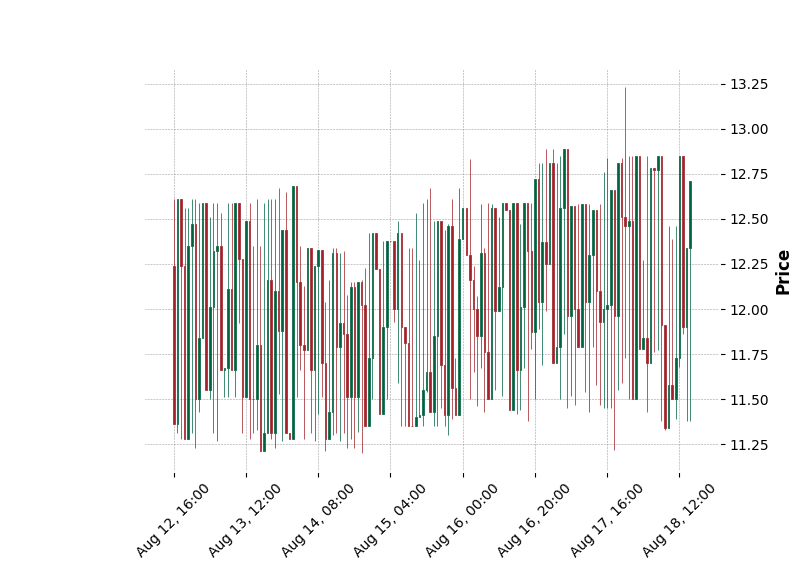 13.25
13.00
12.75
12.50
12.25
12.00
11.75
11.50
11.25
Price
Aug 12, 16:00
Aug 13, 12:00
Aug 14, 08:00
Aug 15, 04:00
Aug 16, 00:00
Aug 16, 20:00
Aug 17, 16:00
Aug 18, 12:00